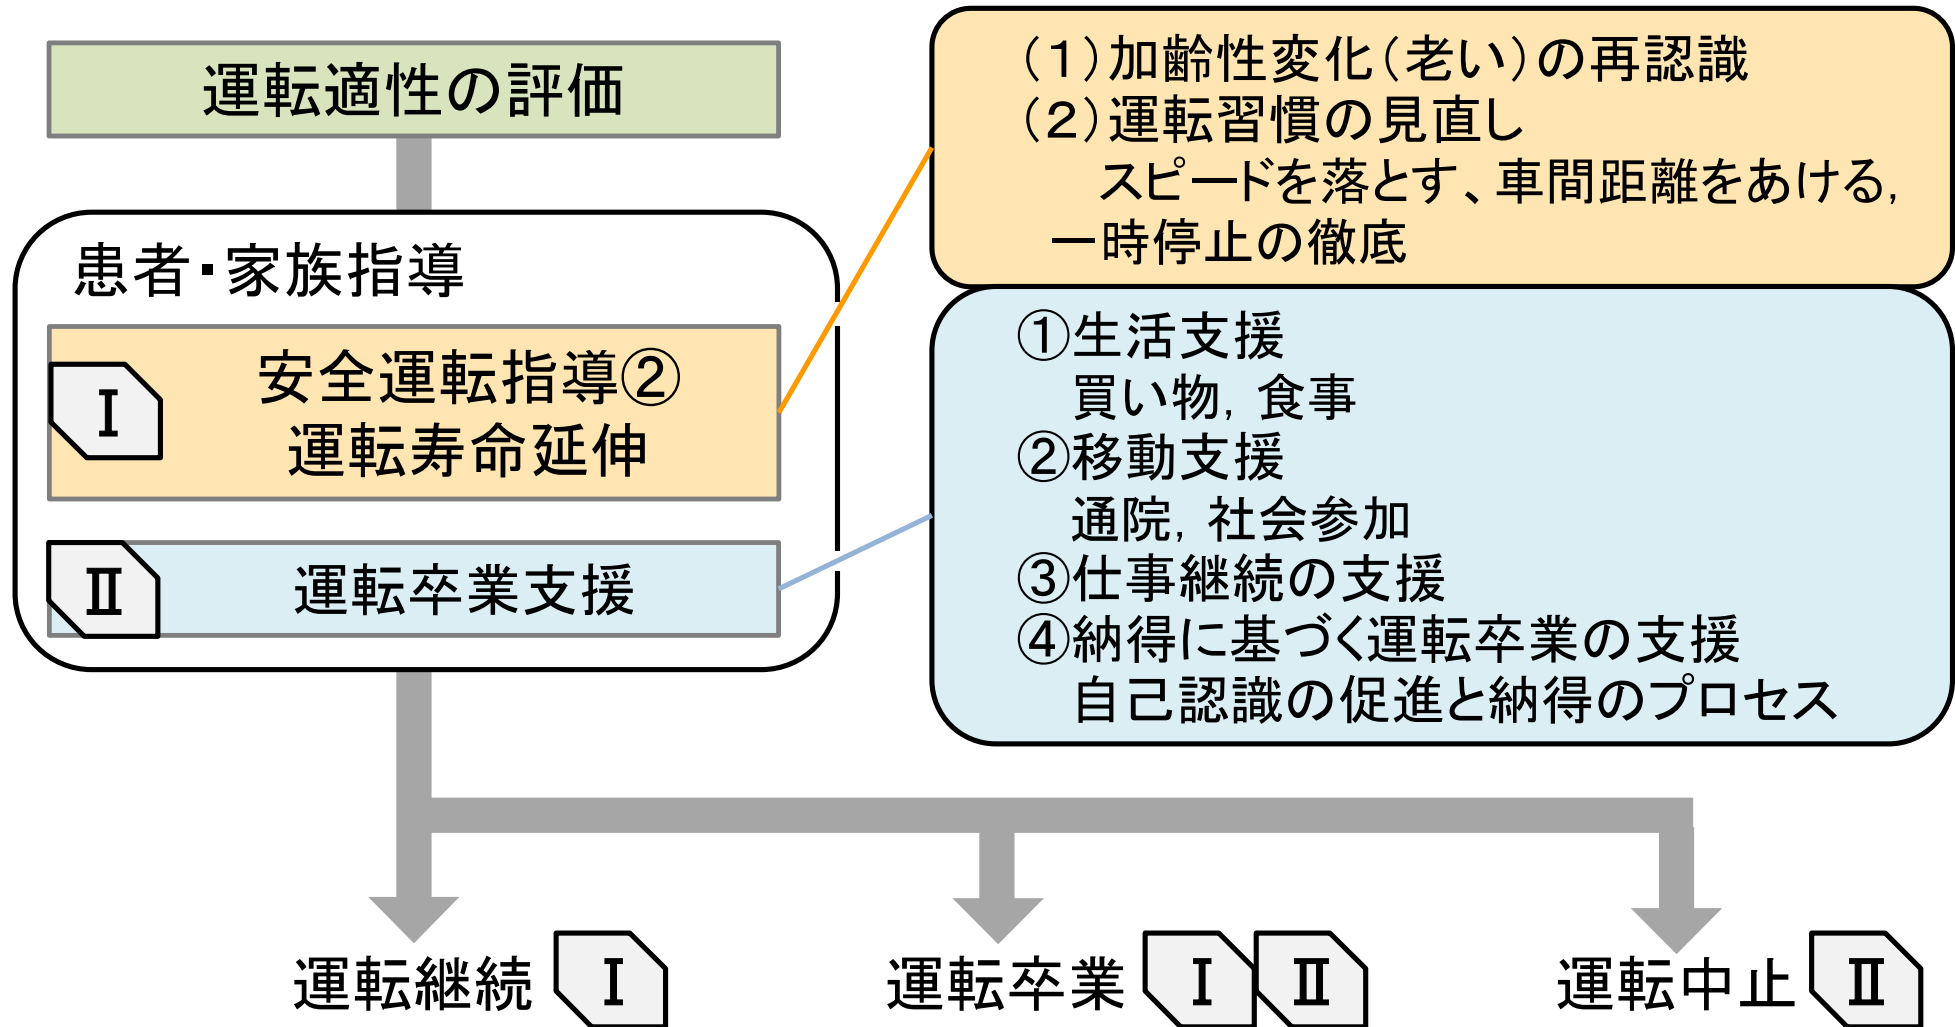 運転適性の評価
患者・家族指導
Ⅰ
安全運転指導②
運転寿命延伸
Ⅱ
運転卒業支援
（１）加齢性変化（老い）の再認識
（２）運転習慣の見直し
スピードを落とす、車間距離をあける，
一時停止の徹底
①生活支援
買い物，食事
②移動支援
通院，社会参加
③仕事継続の支援
④納得に基づく運転卒業の支援
自己認識の促進と納得のプロセス
運転継続 Ⅰ
運転卒業 Ⅰ Ⅱ
運転中止 Ⅱ